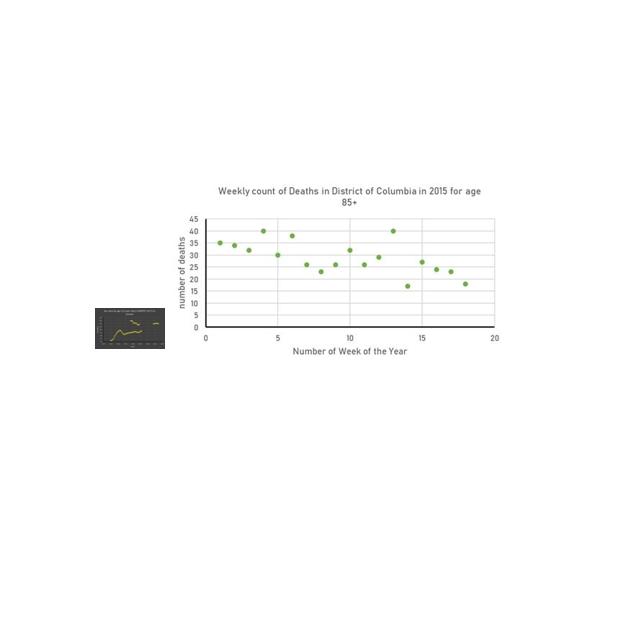 Weekly count of Deaths in District of Columbia in 2015 for age
85+
number of deaths
45
40
35
30
25
20
15
10
5
0
0 5 10 15 20
Number of Week of the Year